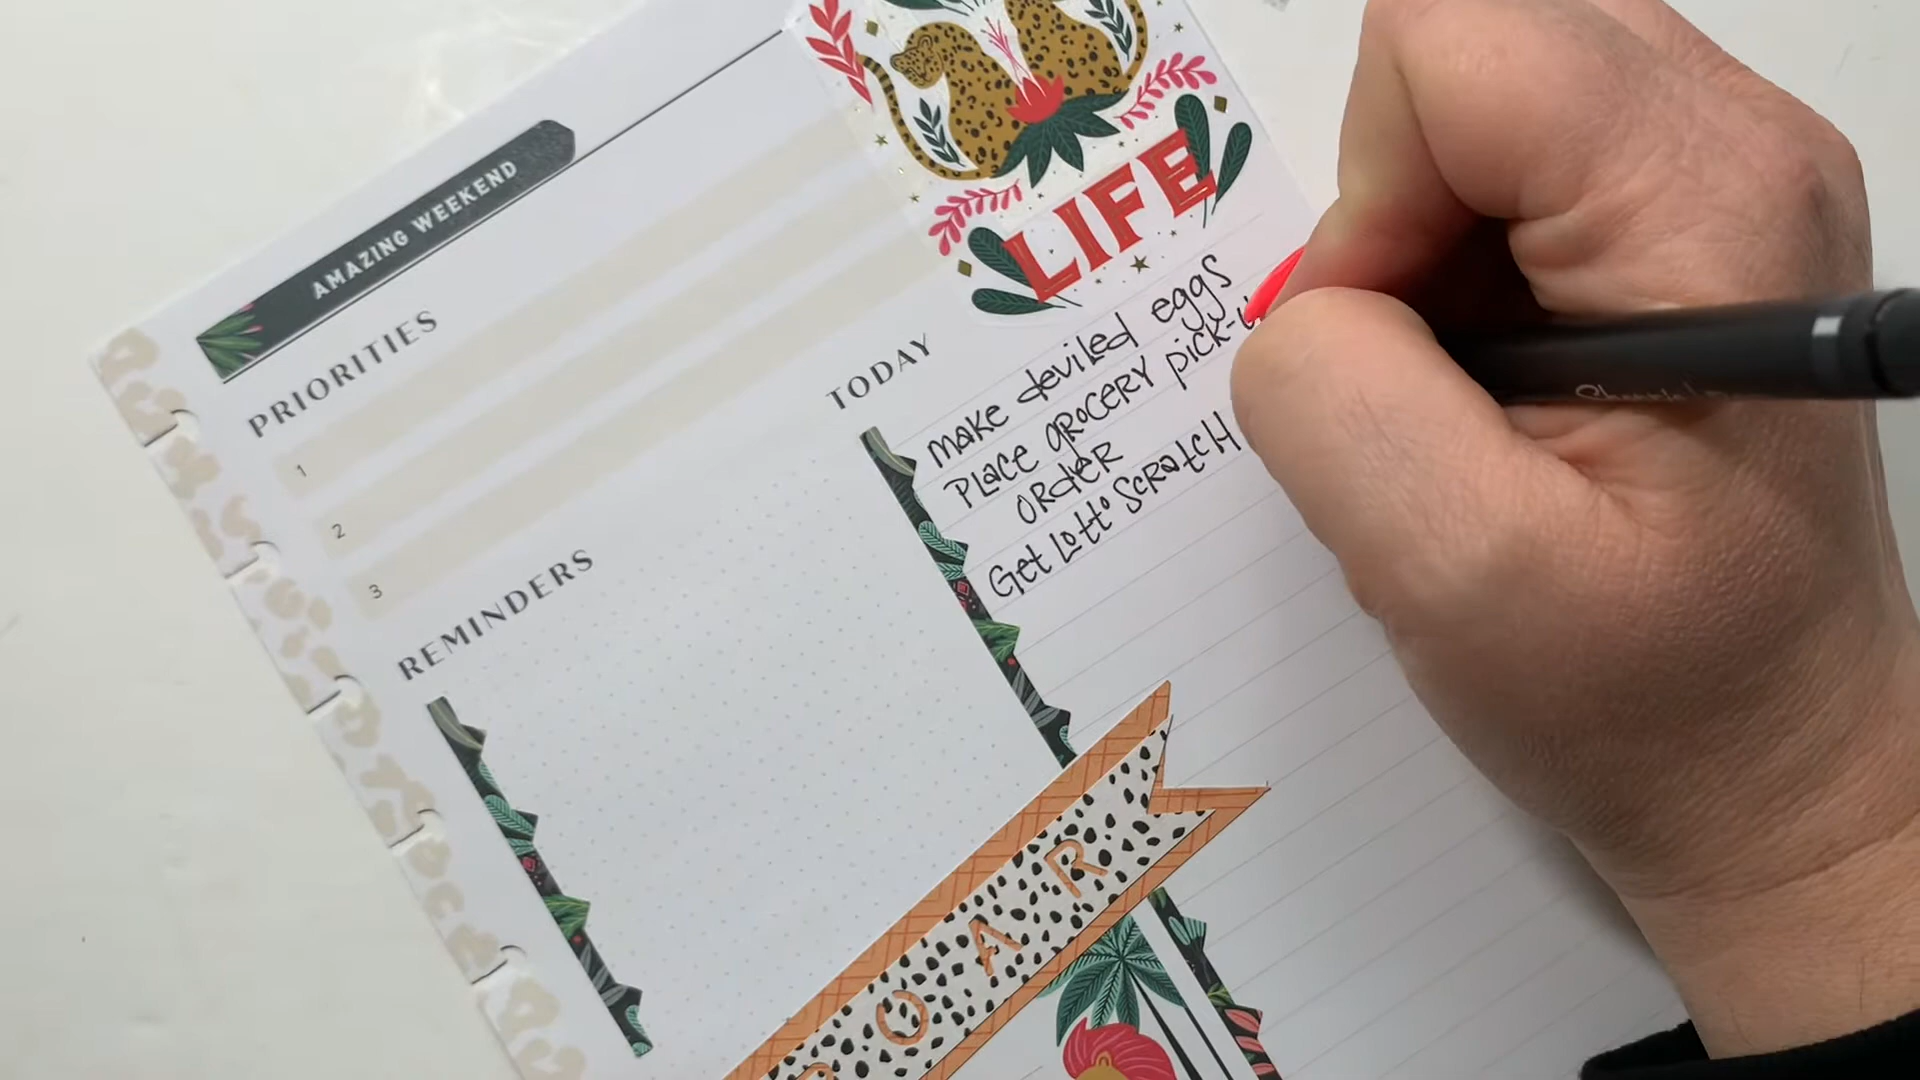 AMAZING WEEKEND
LIFE
PRIORITIES
1
2
3
REMINDERS
TODAY
make deviled eggs
Place grocery pick-u
order
Get Lotto Scratch
OAR